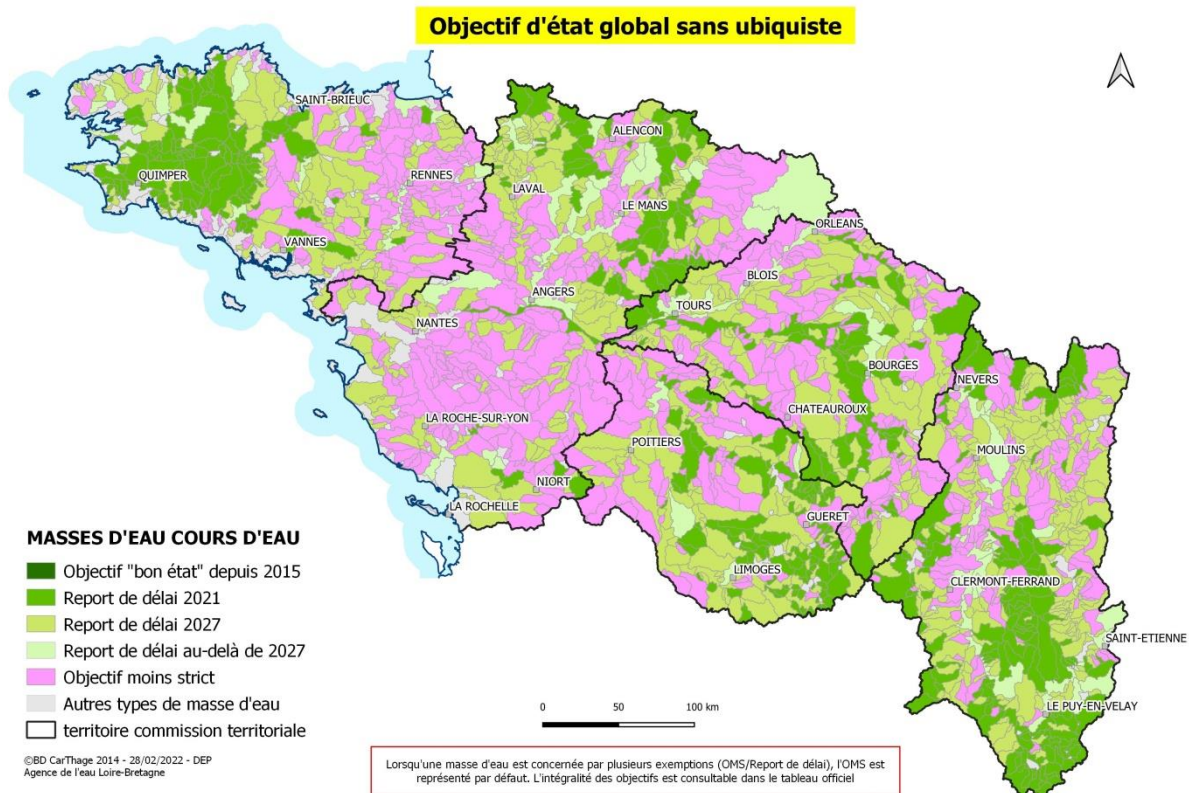 Objectif d'état global sans ubiquiste
SAINT-BRIEUC
ALENCON
QUIMPER
RENNES
LAVAL
LE MANS
ORLEANS
VANNES
BLOIS
ANGERS
TOURS
NANTES
BOURGES
NEVERS
CHATEAUROUX
LA ROCHE-SUR-YON
POITIERS
MOULINS
NIORT
LA ROCHELLE
GUERET
LIMOGES
CLERMONT-FERRAND
SAINT-ETIENNE
LE PUY-EN-VELAY
MASSES D'EAU COURS D'EAU
Objectif "bon état" depuis 2015
Report de délai 2021
Report de délai 2027
Report de délai au-delà de 2027
Objectif moins strict
Autres types de masse d'eau
territoire commission territoriale
0 50 100 km
©BD CarThage 2014 - 28/02/2022 - DEP
Agence de l'eau Loire-Bretagne
Lorsqu'une masse d'eau est concernée par plusieurs exemptions (OMS/Report de délai), l'OMS est
représenté par défaut. L'intégralité des objectifs est consultable dans le tableau officiel